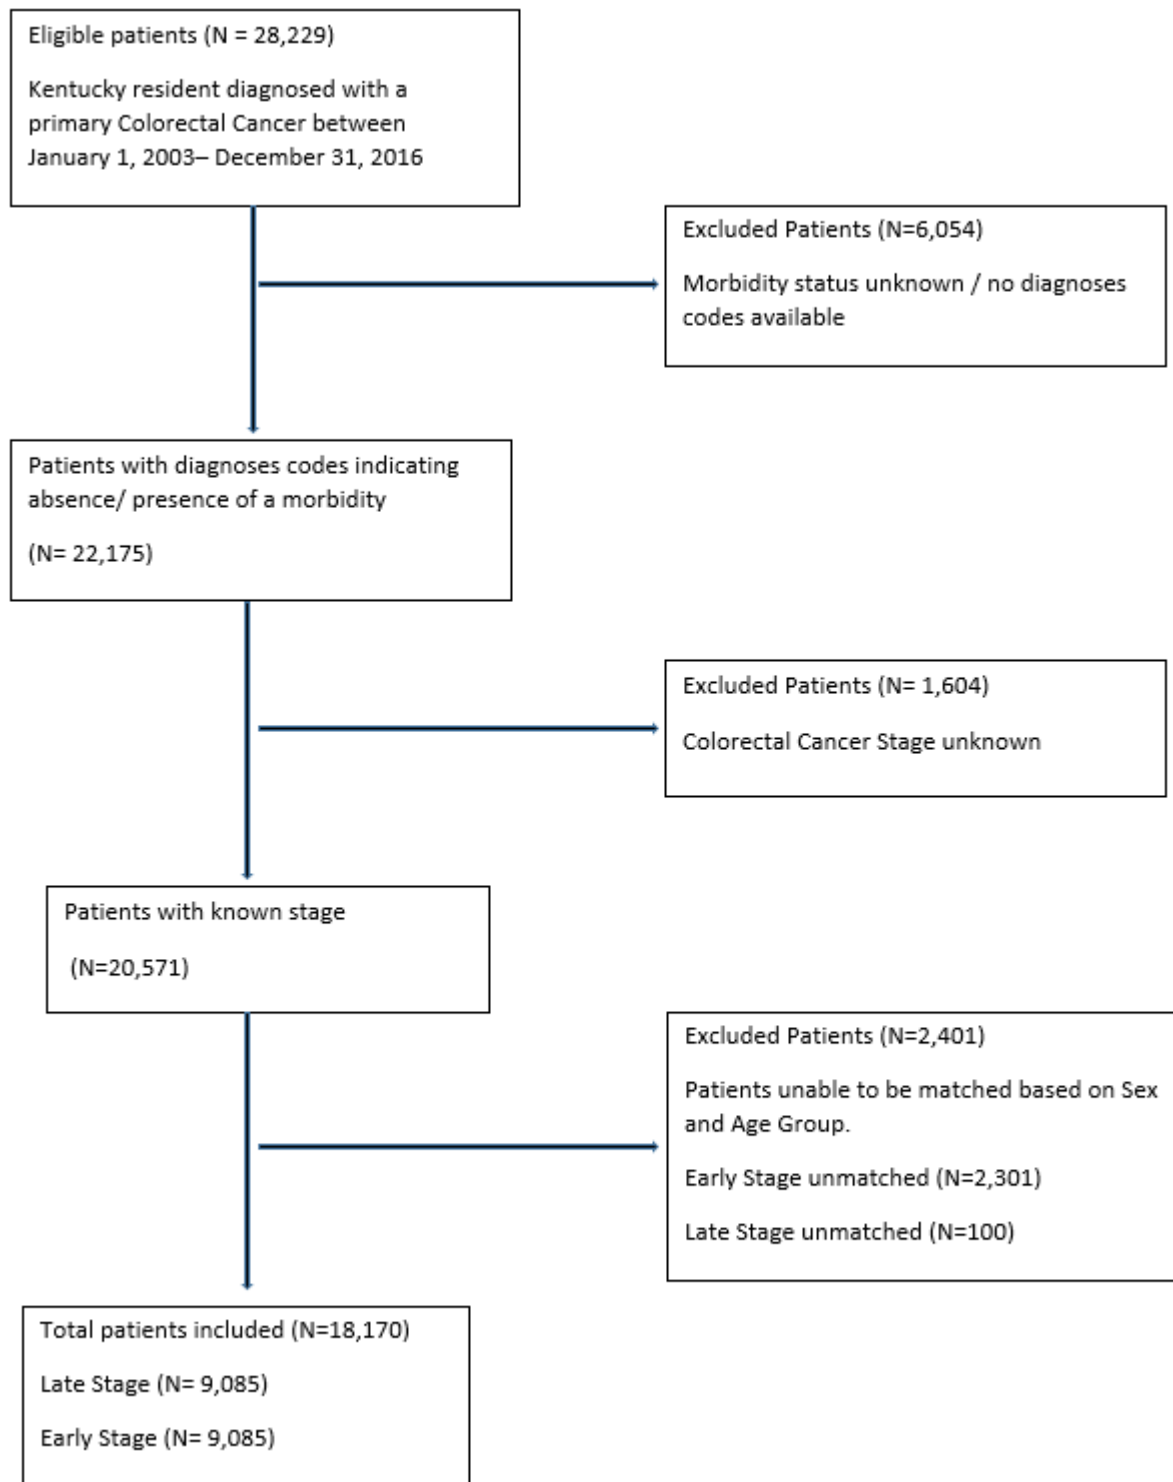 Eligible patients (N = 28,229)
Kentucky resident diagnosed with a
primary Colorectal Cancer between
January 1, 2003– December 31, 2016
Excluded Patients (N=6,054)
Morbidity status unknown / no diagnoses
codes available
Patients with diagnoses codes indicating
absence/ presence of a morbidity
(N= 22,175)
Excluded Patients (N= 1,604)
Colorectal Cancer Stage unknown
Patients with known stage
(N=20,571)
Excluded Patients (N=2,401)
Patients unable to be matched based on Sex
and Age Group.
Early Stage unmatched (N=2,301)
Late Stage unmatched (N=100)
Total patients included (N=18,170)
Late Stage (N= 9,085)
Early Stage (N= 9,085)